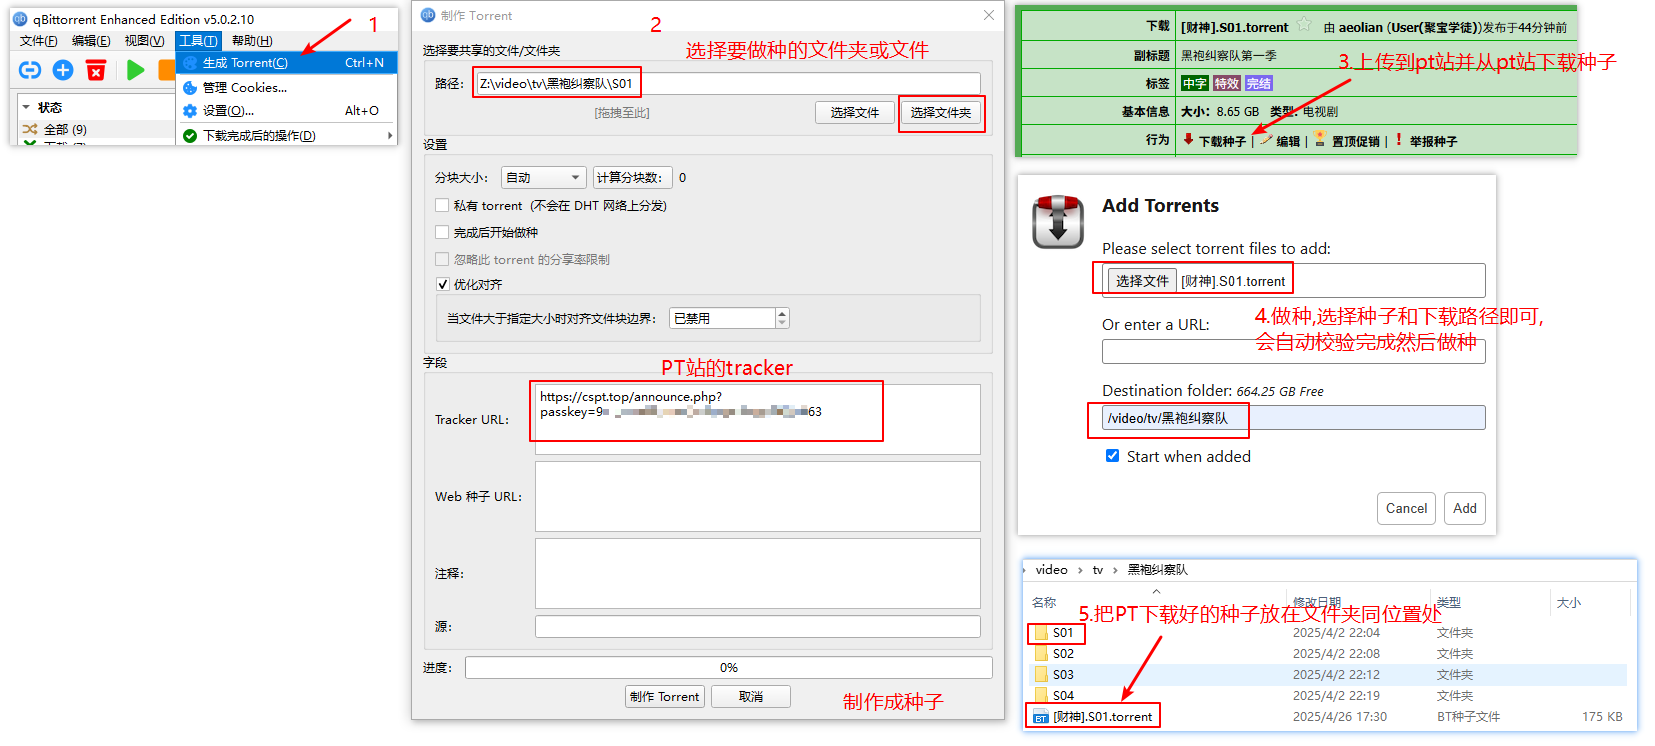 qBittorrent Enhanced Edition v5.0.2.10
1
文件(F) 编辑(E) 视图(V) 工具(T) 帮助(H)
生成 Torrent(C) Ctrl+N
管理 Cookies...
设置(O)... Alt+O
下载完成后的操作(D)
状态
全部 (9)
制作 Torrent
2
选择要共享的文件/文件夹
选择要做种的文件夹或文件
路径: Z:\video\tv\黑袍纠察队\S01
[拖拽至此] 选择文件 选择文件夹
设置
分块大小: 自动 计算分块数: 0
私有 torrent (不会在 DHT 网络上分发)
完成后开始做种
忽略此 torrent 的分享率限制
优化对齐
当文件大于指定大小时对齐文件块边界: 已禁用
字段
PT站的tracker
Tracker URL:
https://cspt.top/announce.php?
passkey=9
63
Web 种子 URL:
注释:
源:
进度: 0%
制作 Torrent 取消
制作成种子
下载 [财神].S01.torrent 由 aeolian (User(聚宝学徒))发布于44分钟前
副标题 黑袍纠察队第一季
3.上传到pt站并从pt站下载种子
标签 中字 特效 完结
基本信息 大小: 8.65 GB 类型: 电视剧
行为 下载种子 | 编辑 | 置顶促销 | 举报种子
Add Torrents
Please select torrent files to add:
选择文件 [财神].S01.torrent
Or enter a URL:
4.做种,选择种子和下载路径即可,
会自动校验完成然后做种
Destination folder: 664.25 GB Free
/video/tv/黑袍纠察队
Start when added
Cancel Add
video > tv > 黑袍纠察队
名称 修改日期 类型 大小
5.把PT下载好的种子放在文件夹同位置处
S01 2025/4/2 22:04 文件夹
S02 2025/4/2 22:08 文件夹
S03 2025/4/2 22:12 文件夹
S04 2025/4/2 22:19 文件夹
BT [财神].S01.torrent 2025/4/26 17:30 BT种子文件 175 KB